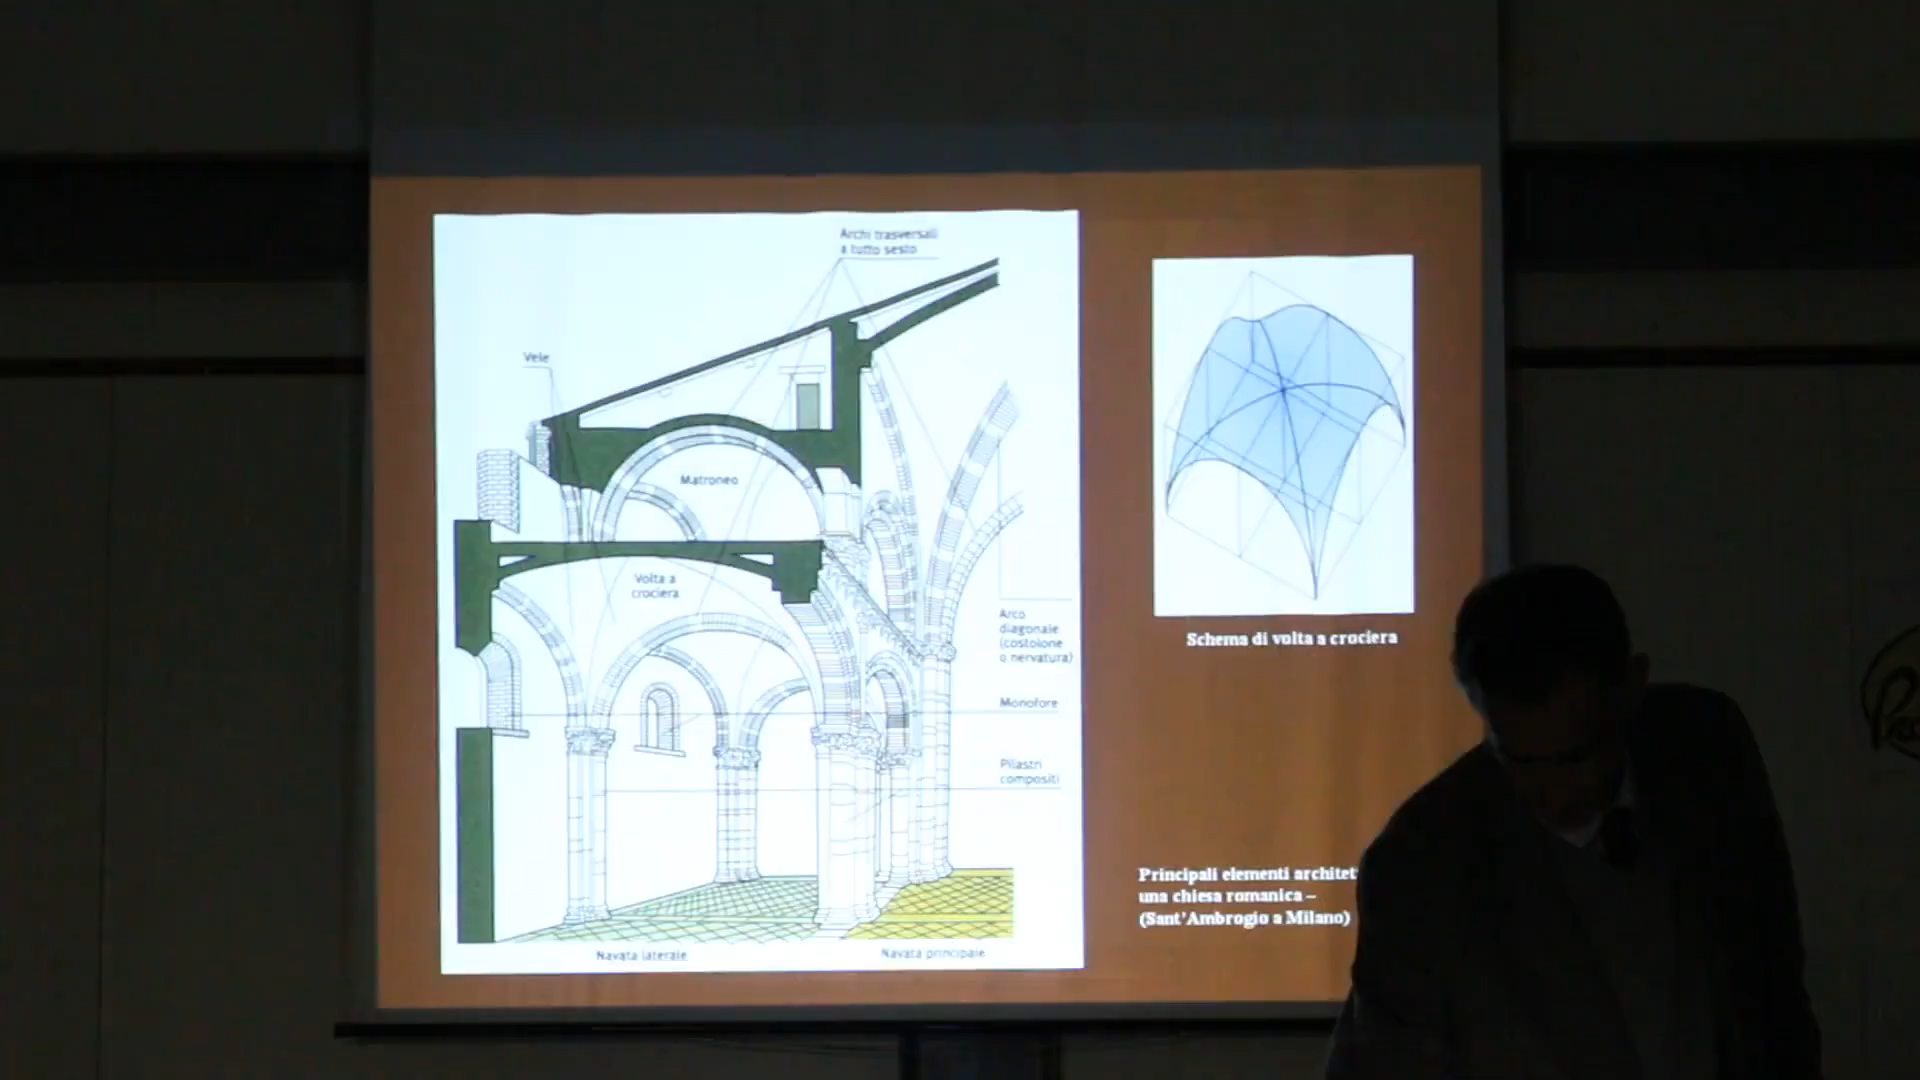 Archi trasversali
a tutto sesto
Vele
Matroneo
Volta a
crociera
Arco
diagonale
(costolone
o nervatura)
Monofore
Pilastri
compositi
Navata laterale
Navata principale
Schema di volta a crociera
Principali elementi
una chiesa romanica –
(Sant'Ambrogio a Milano)